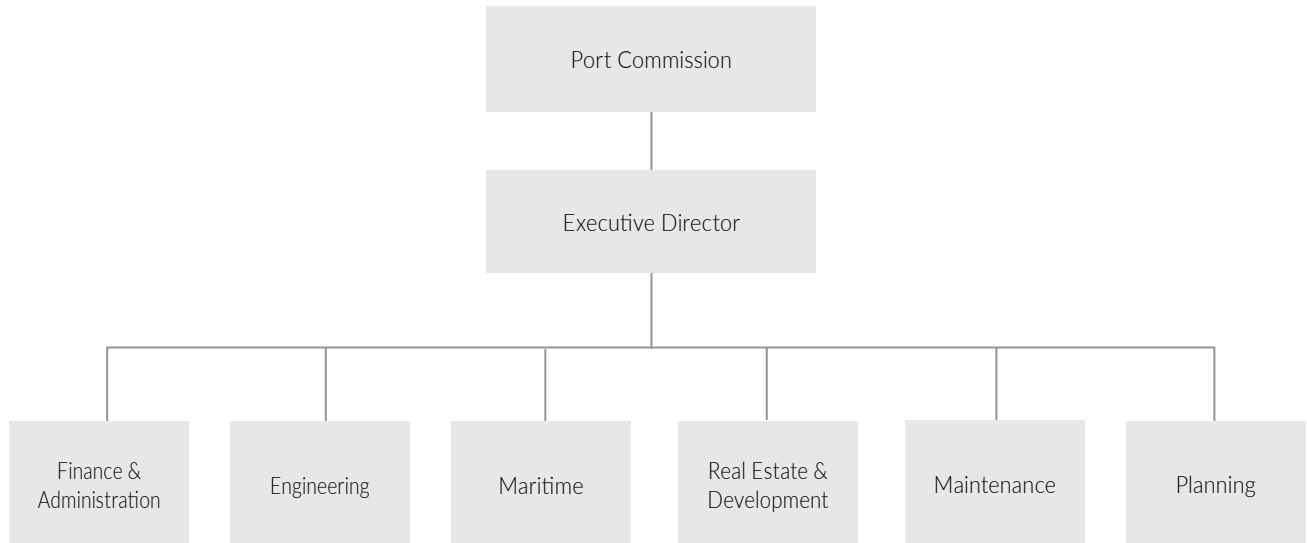 Port Commission
Executive Director
Finance &
Administration
Engineering
Maritime
Real Estate &
Development
Maintenance
Planning